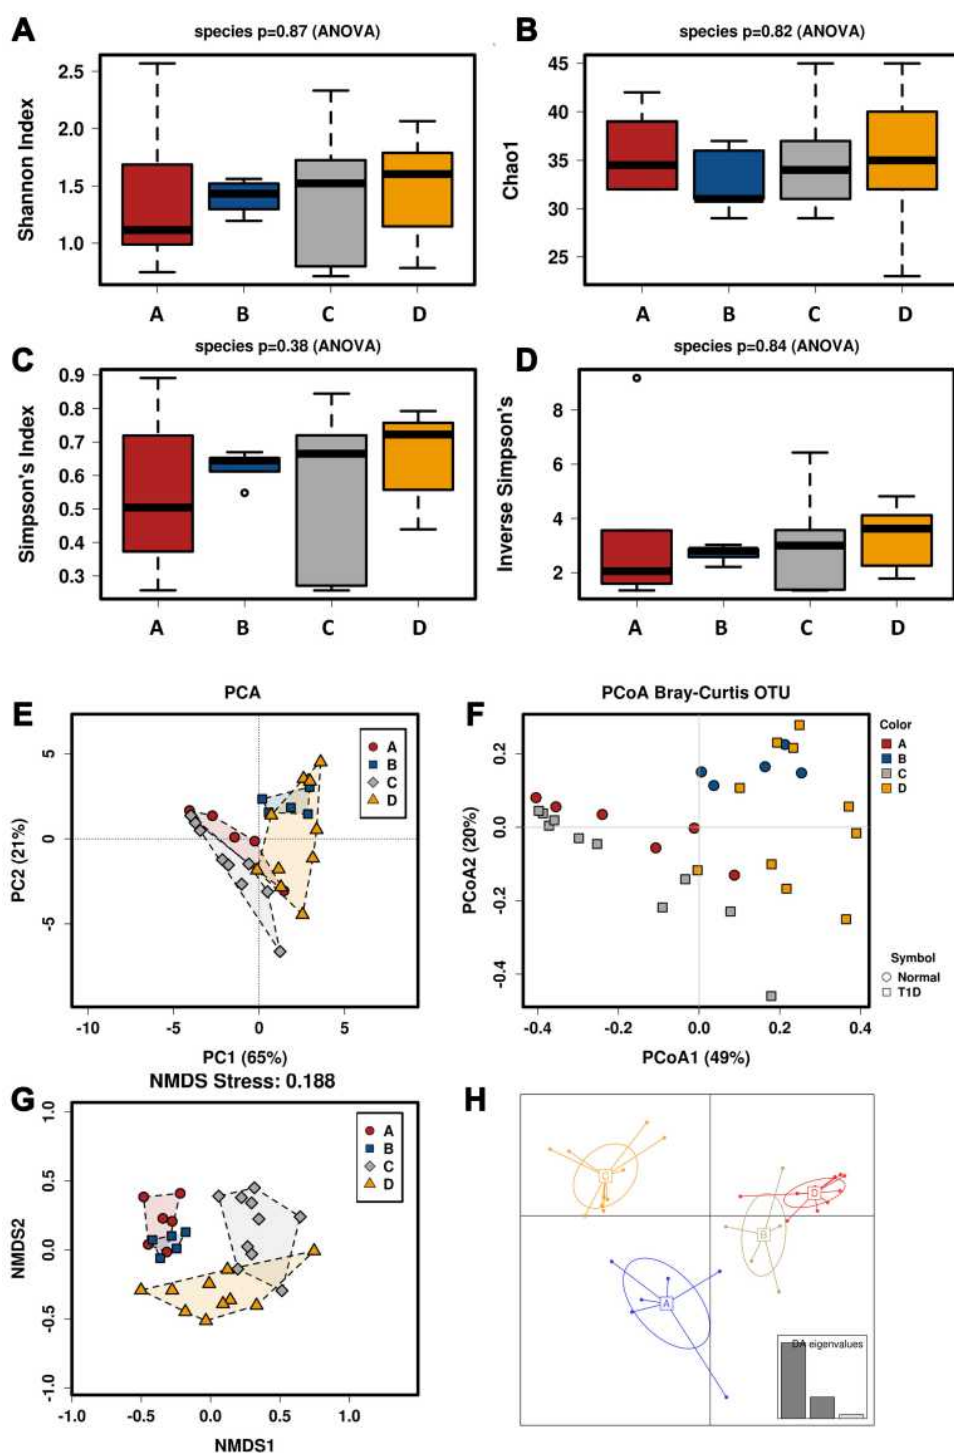 A
species p=0.87 (ANOVA)
Shannon Index
2.5
2.0
1.5
1.0
A B C D
B
species p=0.82 (ANOVA)
Chao1
45
40
35
30
25
A B C D
C
species p=0.38 (ANOVA)
Simpson's Index
0.9
0.8
0.7
0.6
0.5
0.4
0.3
A B C D
D
species p=0.84 (ANOVA)
Inverse Simpson's
8
6
4
2
A B C D
E
PCA
PC2 (21%)
5
0
-5
-10 -5 0 5
PC1 (65%)
A
B
C
D
F
PCoA Bray-Curtis OTU
PCoA2 (20%)
0.2
0.0
-0.2
-0.4
-0.4 -0.2 0.0 0.2 0.4
PCoA1 (49%)
Color
A
B
C
D
Symbol
Normal
T1D
G
NMDS Stress: 0.188
NMDS2
1.0
0.5
0.0
-0.5
-1.0
-1.0 -0.5 0.0 0.5 1.0
NMDS1
A
B
C
D
H
C
D
B
A
DA eigenvalues